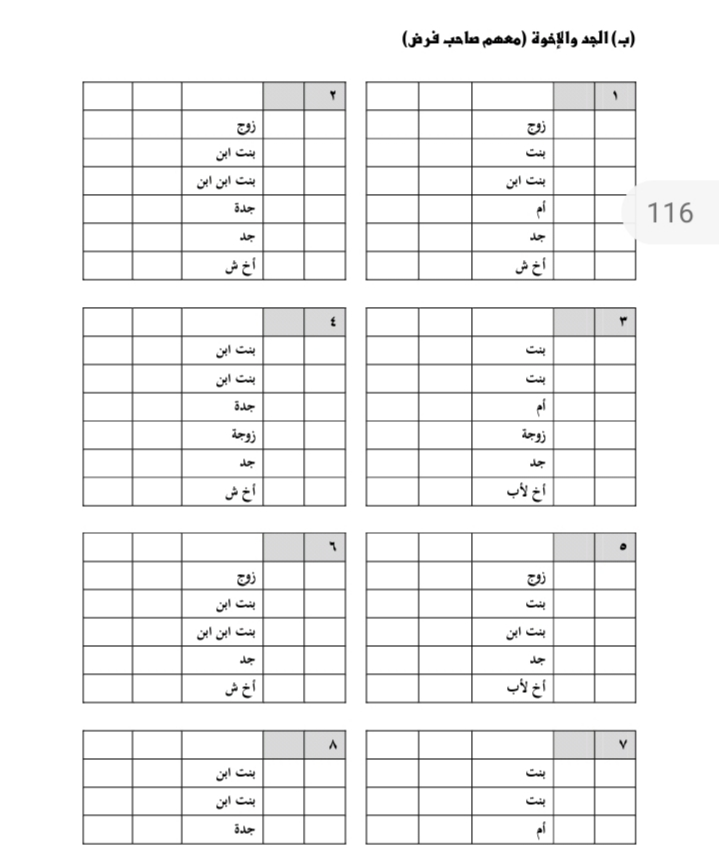 (ب) الجد والإخوة (معهم صاحب فرض)
١
زوج
بنت
بنت ابن
أم
جد
أخ ش
٢
زوج
بنت ابن
بنت ابن ابن
جدة
جد
أخ ش
116
٣
بنت
بنت
أم
زوجة
جد
أخ لأب
٤
بنت ابن
بنت ابن
جدة
زوجة
جد
أخ ش
٥
زوج
بنت
بنت ابن
جد
أخ لأب
٦
زوج
بنت ابن
بنت ابن ابن
جد
أخ ش
٧
بنت
بنت
أم
٨
بنت ابن
بنت ابن
جدة